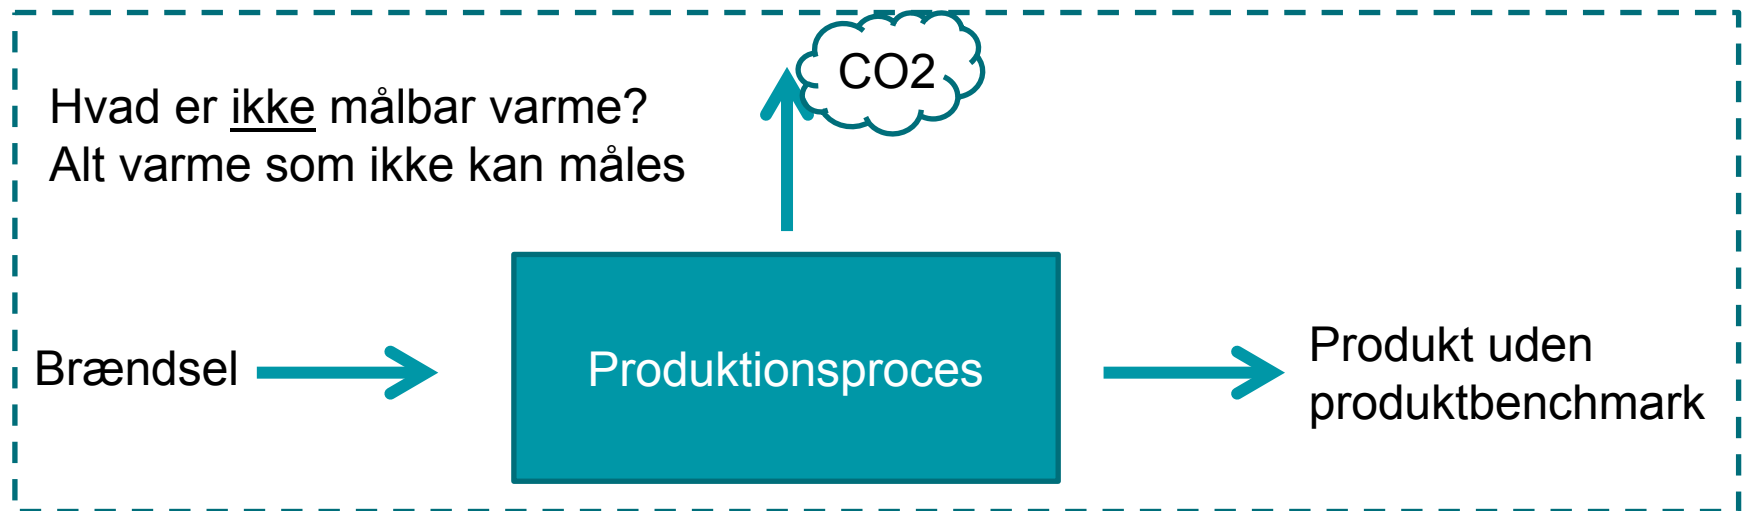 CO2
Hvad er ikke målbar varme?
Alt varme som ikke kan måles
Brændsel
Produktionsproces
Produkt uden
produktbenchmark